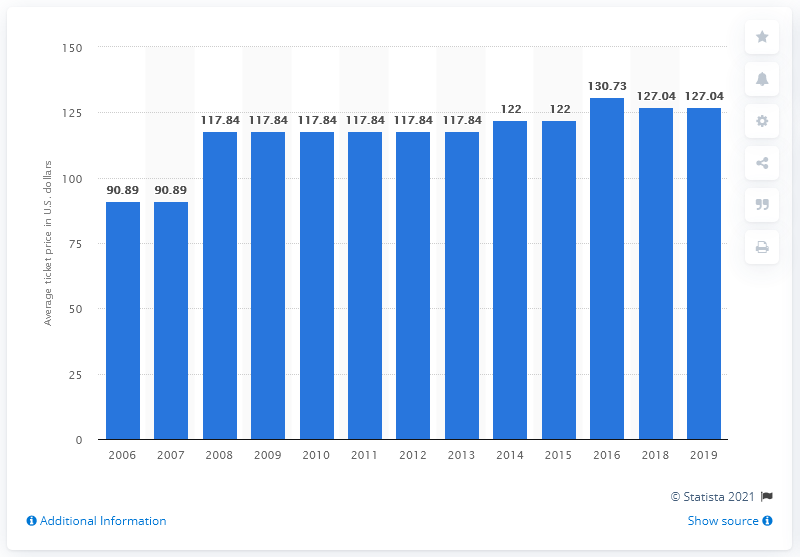 150
125
100
75
50
25
0
Average ticket price in U.S. dollars
90.89 90.89 117.84 117.84 117.84 117.84 117.84 117.84 122 122 130.73 127.04 127.04
2006 2007 2008 2009 2010 2011 2012 2013 2014 2015 2016 2018 2019
© Statista 2021
Additional Information
Show source